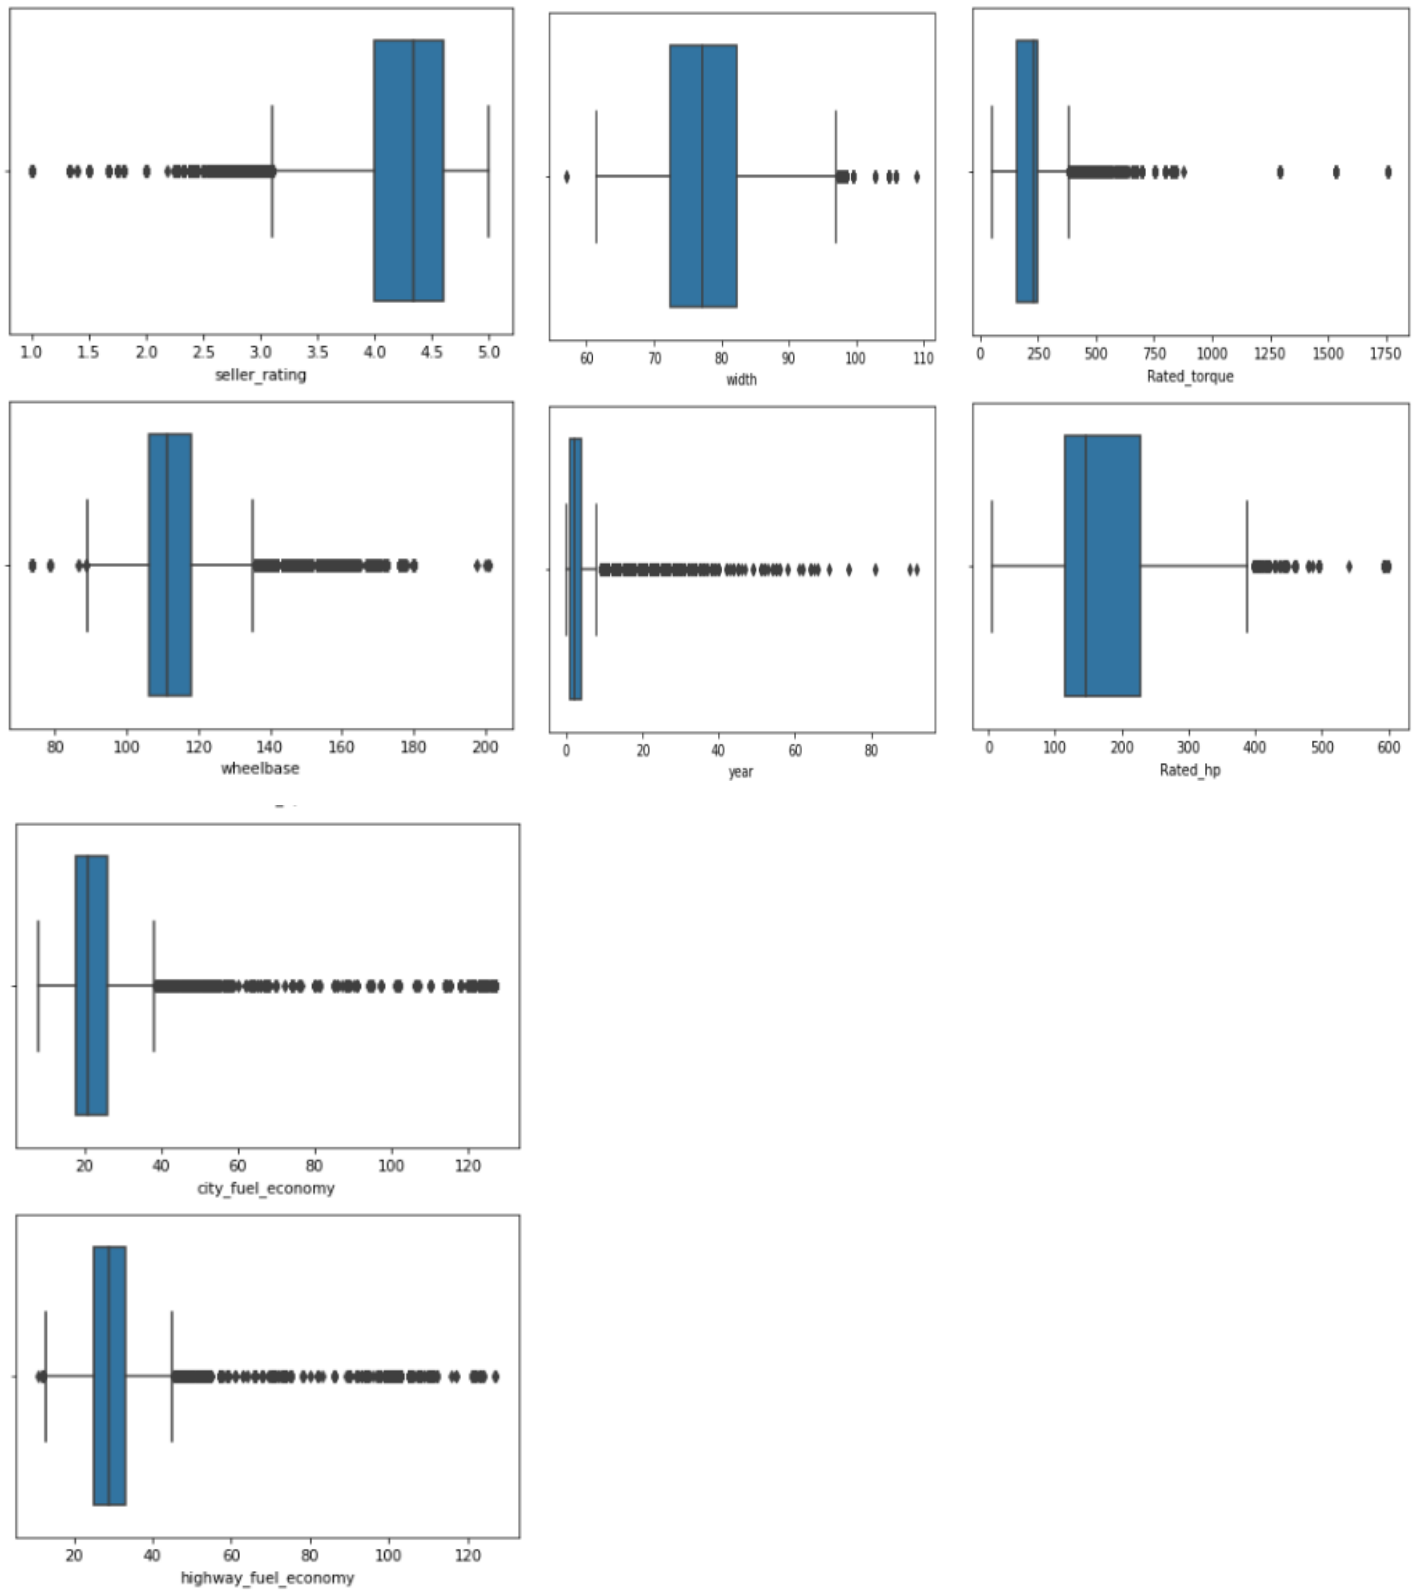 1.0 1.5 2.0 2.5 3.0 3.5 4.0 4.5 5.0
seller_rating
60 70 80 90 100 110
width
0 250 500 750 1000 1250 1500 1750
Rated_torque
80 100 120 140 160 180 200
wheelbase
0 20 40 60 80
year
0 100 200 300 400 500 600
Rated_hp
20 40 60 80 100 120
city_fuel_economy
20 40 60 80 100 120
highway_fuel_economy